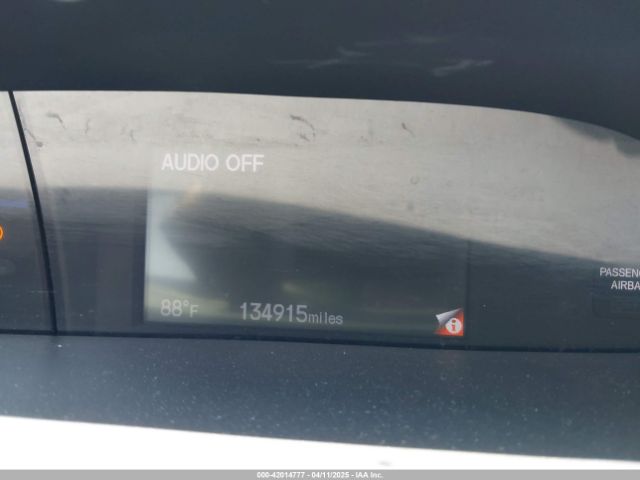 AUDIO OFF
PASSENG
AIRBA
88°F 134915miles
i
000-42014777 - 04/11/2025 - IAA Inc.